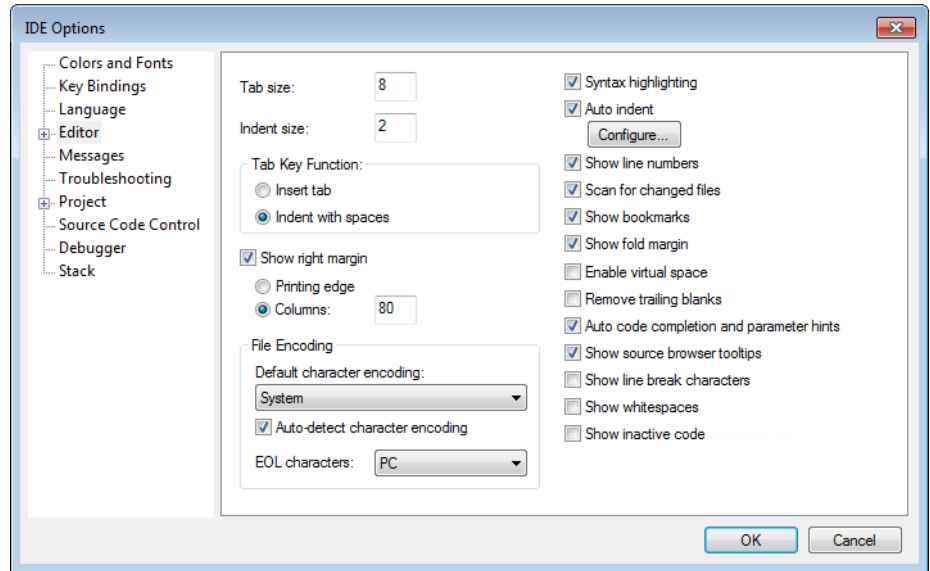 IDE Options
Colors and Fonts
Key Bindings
Language
Editor
Messages
Troubleshooting
Project
Source Code Control
Debugger
Stack
Tab size: 8
Indent size: 2
Tab Key Function:
Insert tab
Indent with spaces
Show right margin
Printing edge
Columns: 80
File Encoding
Default character encoding:
System
Auto-detect character encoding
EOL characters: PC
Syntax highlighting
Auto indent
Configure...
Show line numbers
Scan for changed files
Show bookmarks
Show fold margin
Enable virtual space
Remove trailing blanks
Auto code completion and parameter hints
Show source browser tooltips
Show line break characters
Show whitespaces
Show inactive code
OK
Cancel